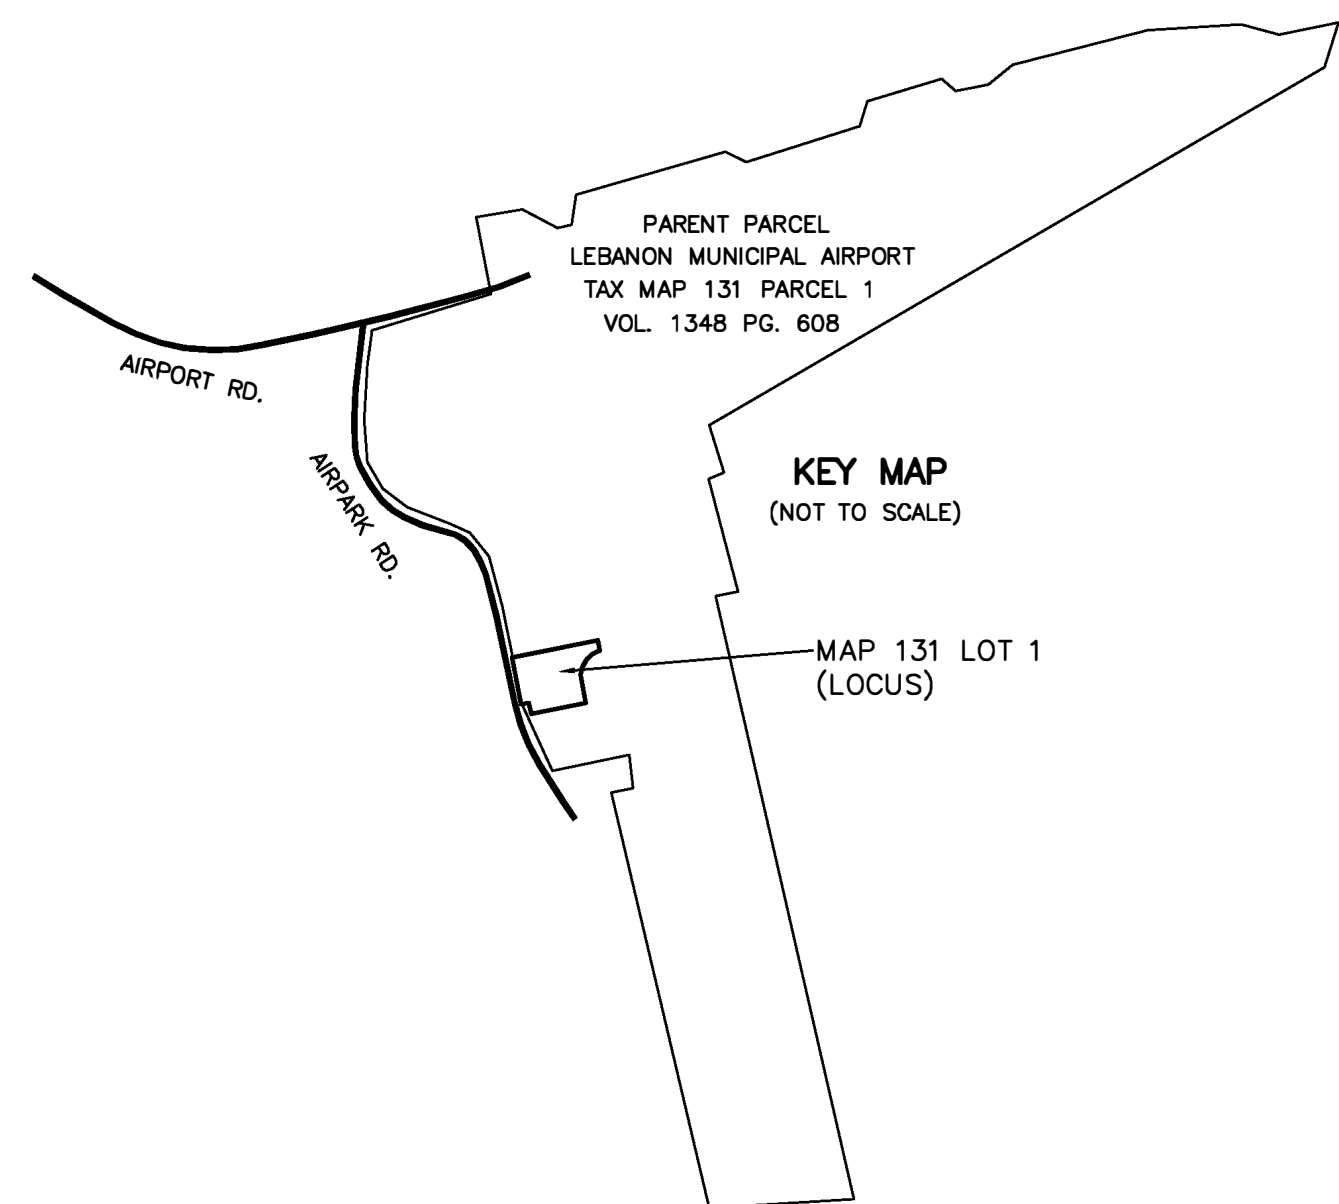 PARENT PARCEL
LEBANON MUNICIPAL AIRPORT
TAX MAP 131 PARCEL 1
VOL. 1348 PG. 608
AIRPORT RD.
AIRPARK RD.
KEY MAP
(NOT TO SCALE)
MAP 131 LOT 1
(LOCUS)